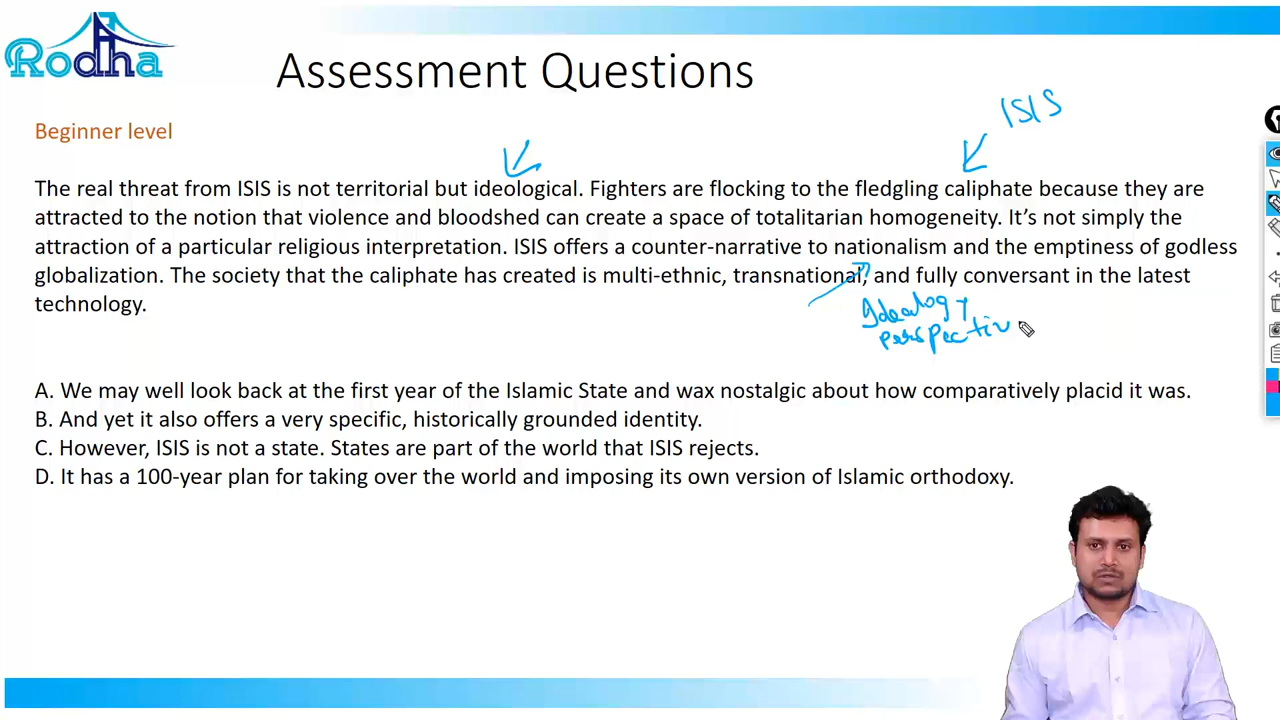 Rodha
Assessment Questions
Beginner level
ISIS
The real threat from ISIS is not territorial but ideological. Fighters are flocking to the fledgling caliphate because they are
attracted to the notion that violence and bloodshed can create a space of totalitarian homogeneity. It’s not simply the
attraction of a particular religious interpretation. ISIS offers a counter-narrative to nationalism and the emptiness of godless
globalization. The society that the caliphate has created is multi-ethnic, transnational, and fully conversant in the latest
technology.
Idealogy
perspectiv
A. We may well look back at the first year of the Islamic State and wax nostalgic about how comparatively placid it was.
B. And yet it also offers a very specific, historically grounded identity.
C. However, ISIS is not a state. States are part of the world that ISIS rejects.
D. It has a 100-year plan for taking over the world and imposing its own version of Islamic orthodoxy.